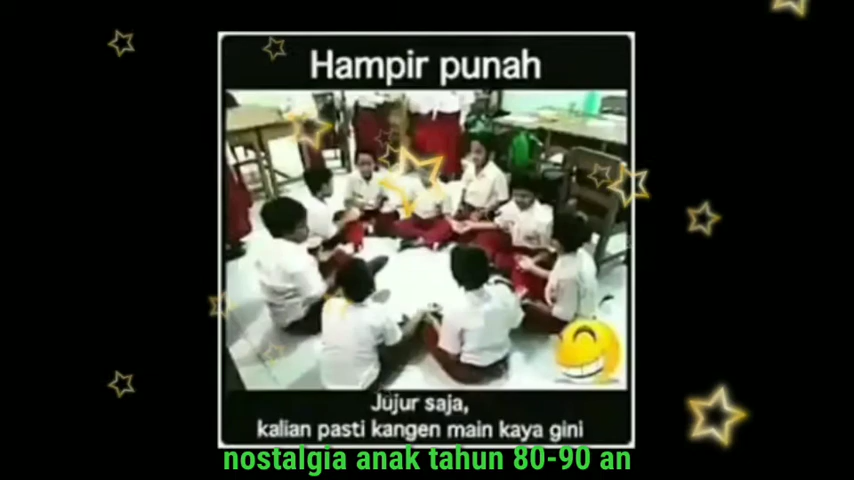 Hampir punah
Jujur saja,
kalian pasti kangen main kaya gini
nostalgia anak tahun 80-90 an